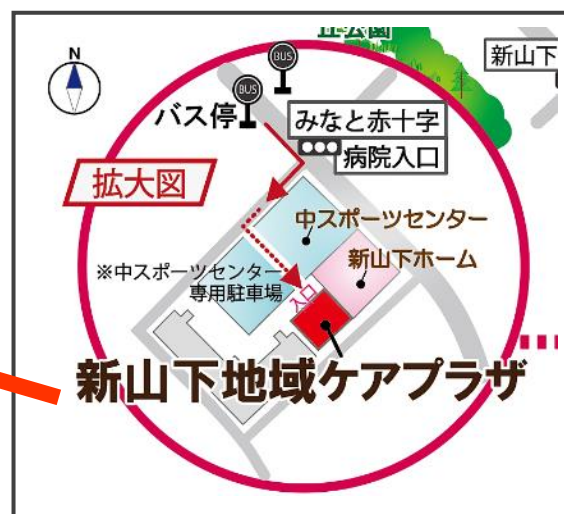 丘公園
N
BUS
新山下
BUS
バス停
みなと赤十字
病院入口
拡大図
中スポーツセンター
新山下ホーム
※中スポーツセンター
専用駐車場
入口
新山下地域ケアプラザ